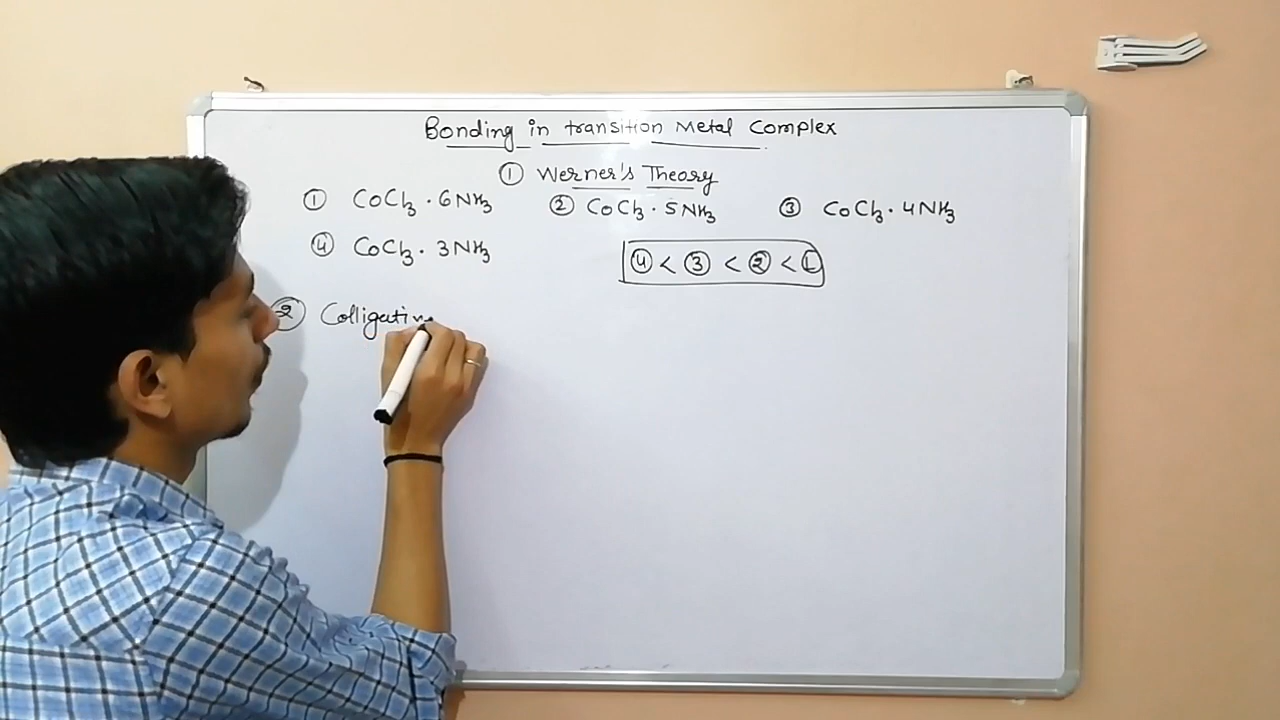 Bonding in transition Metal Complex
① Werner's Theory
① CoCl3 · 6NH3 ② CoCl3 · 5NH3 ③ CoCl3 · 4NH3
④ CoCl3 · 3NH3 ④ < ③ < ② < ①
② Colligativ